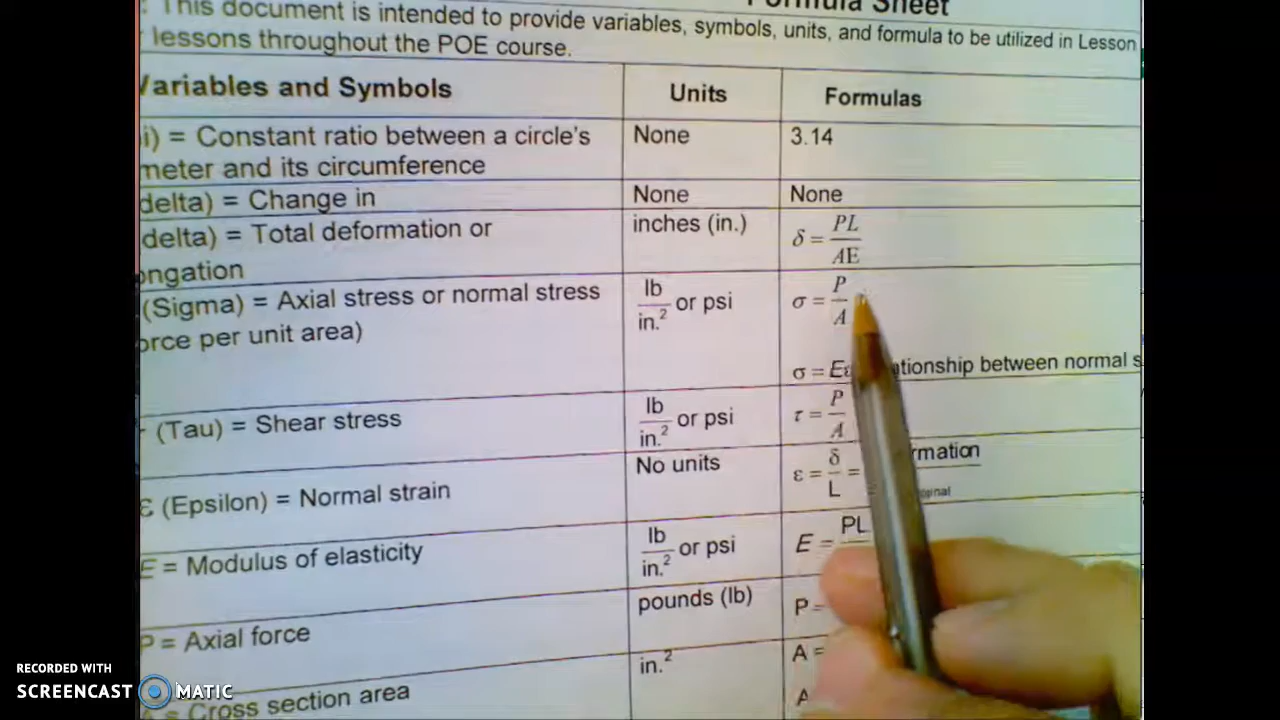 Formula Sheet
: This document is intended to provide variables, symbols, units, and formula to be utilized in Lesson
lessons throughout the POE course.
Variables and Symbols Units Formulas
i) = Constant ratio between a circle's None 3.14
meter and its circumference
delta) = Change in None None
delta) = Total deformation or inches (in.) δ = PL/AE
ongation
(Sigma) = Axial stress or normal stress lb/in.² or psi σ = P/A
orce per unit area)
σ = Eε ationship between normal s
(Tau) = Shear stress lb/in.² or psi τ = P/A
ε (Epsilon) = Normal strain No units ε = δ/L = rmation
E = Modulus of elasticity lb/in.² or psi E = PL
P = Axial force pounds (lb) P =
= Cross section area in.² A =
A
RECORDED WITH
SCREENCAST MATIC